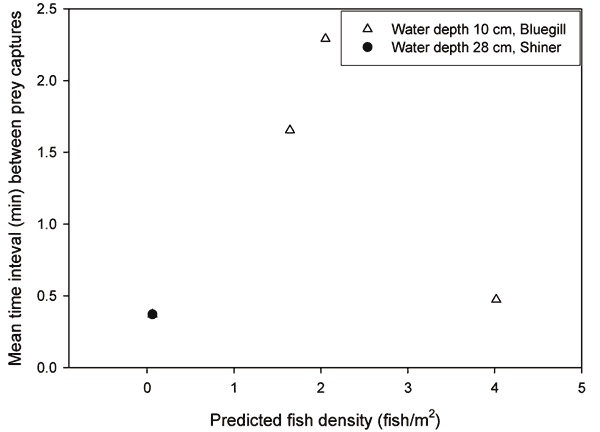 Water depth 10 cm, Bluegill
Water depth 28 cm, Shiner
Mean time inteval (min) between prey captures
2.5
2.0
1.5
1.0
0.5
0.0
0 1 2 3 4 5
Predicted fish density (fish/m²)